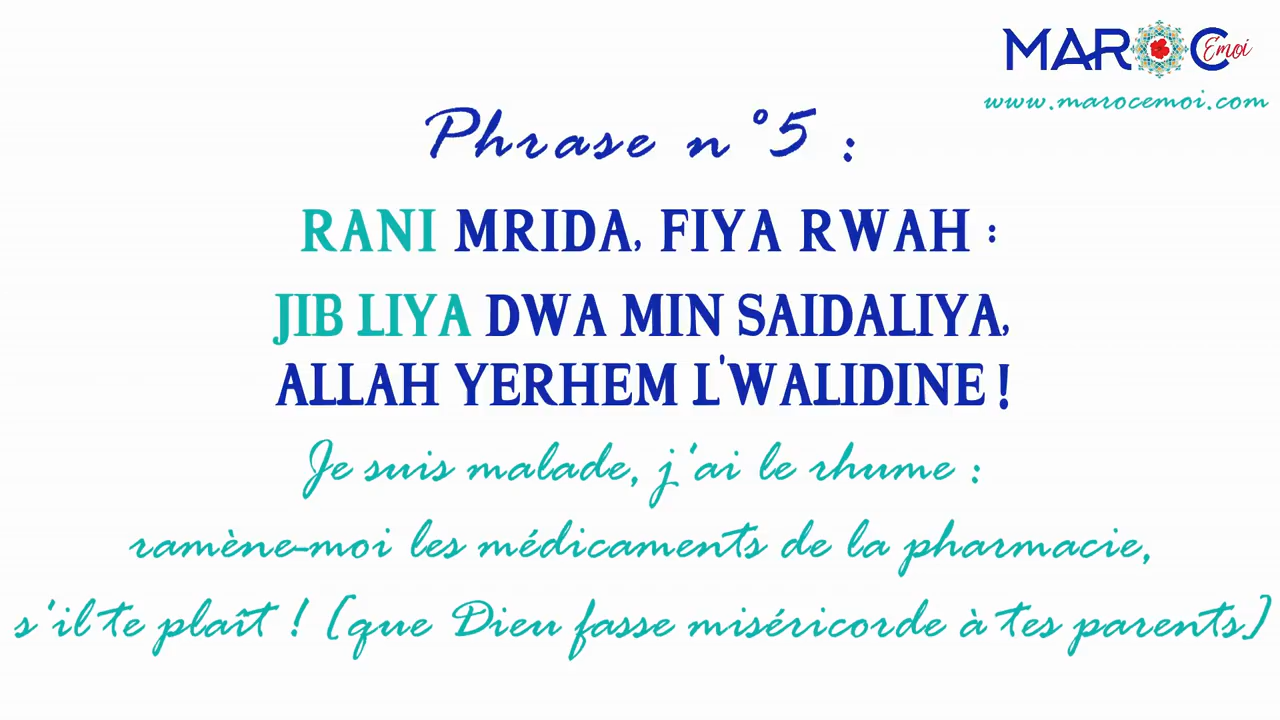 MAROC Emoi
www.marocemoi.com
Phrase n°5 :
RANI MRIDA, FIYA RWAH :
JIB LIYA DWA MIN SAIDALIYA,
ALLAH YERHEM L'WALIDINE !
Je suis malade, j'ai le rhume :
ramène-moi les médicaments de la pharmacie,
s'il te plaît ! (que Dieu fasse miséricorde à tes parents)